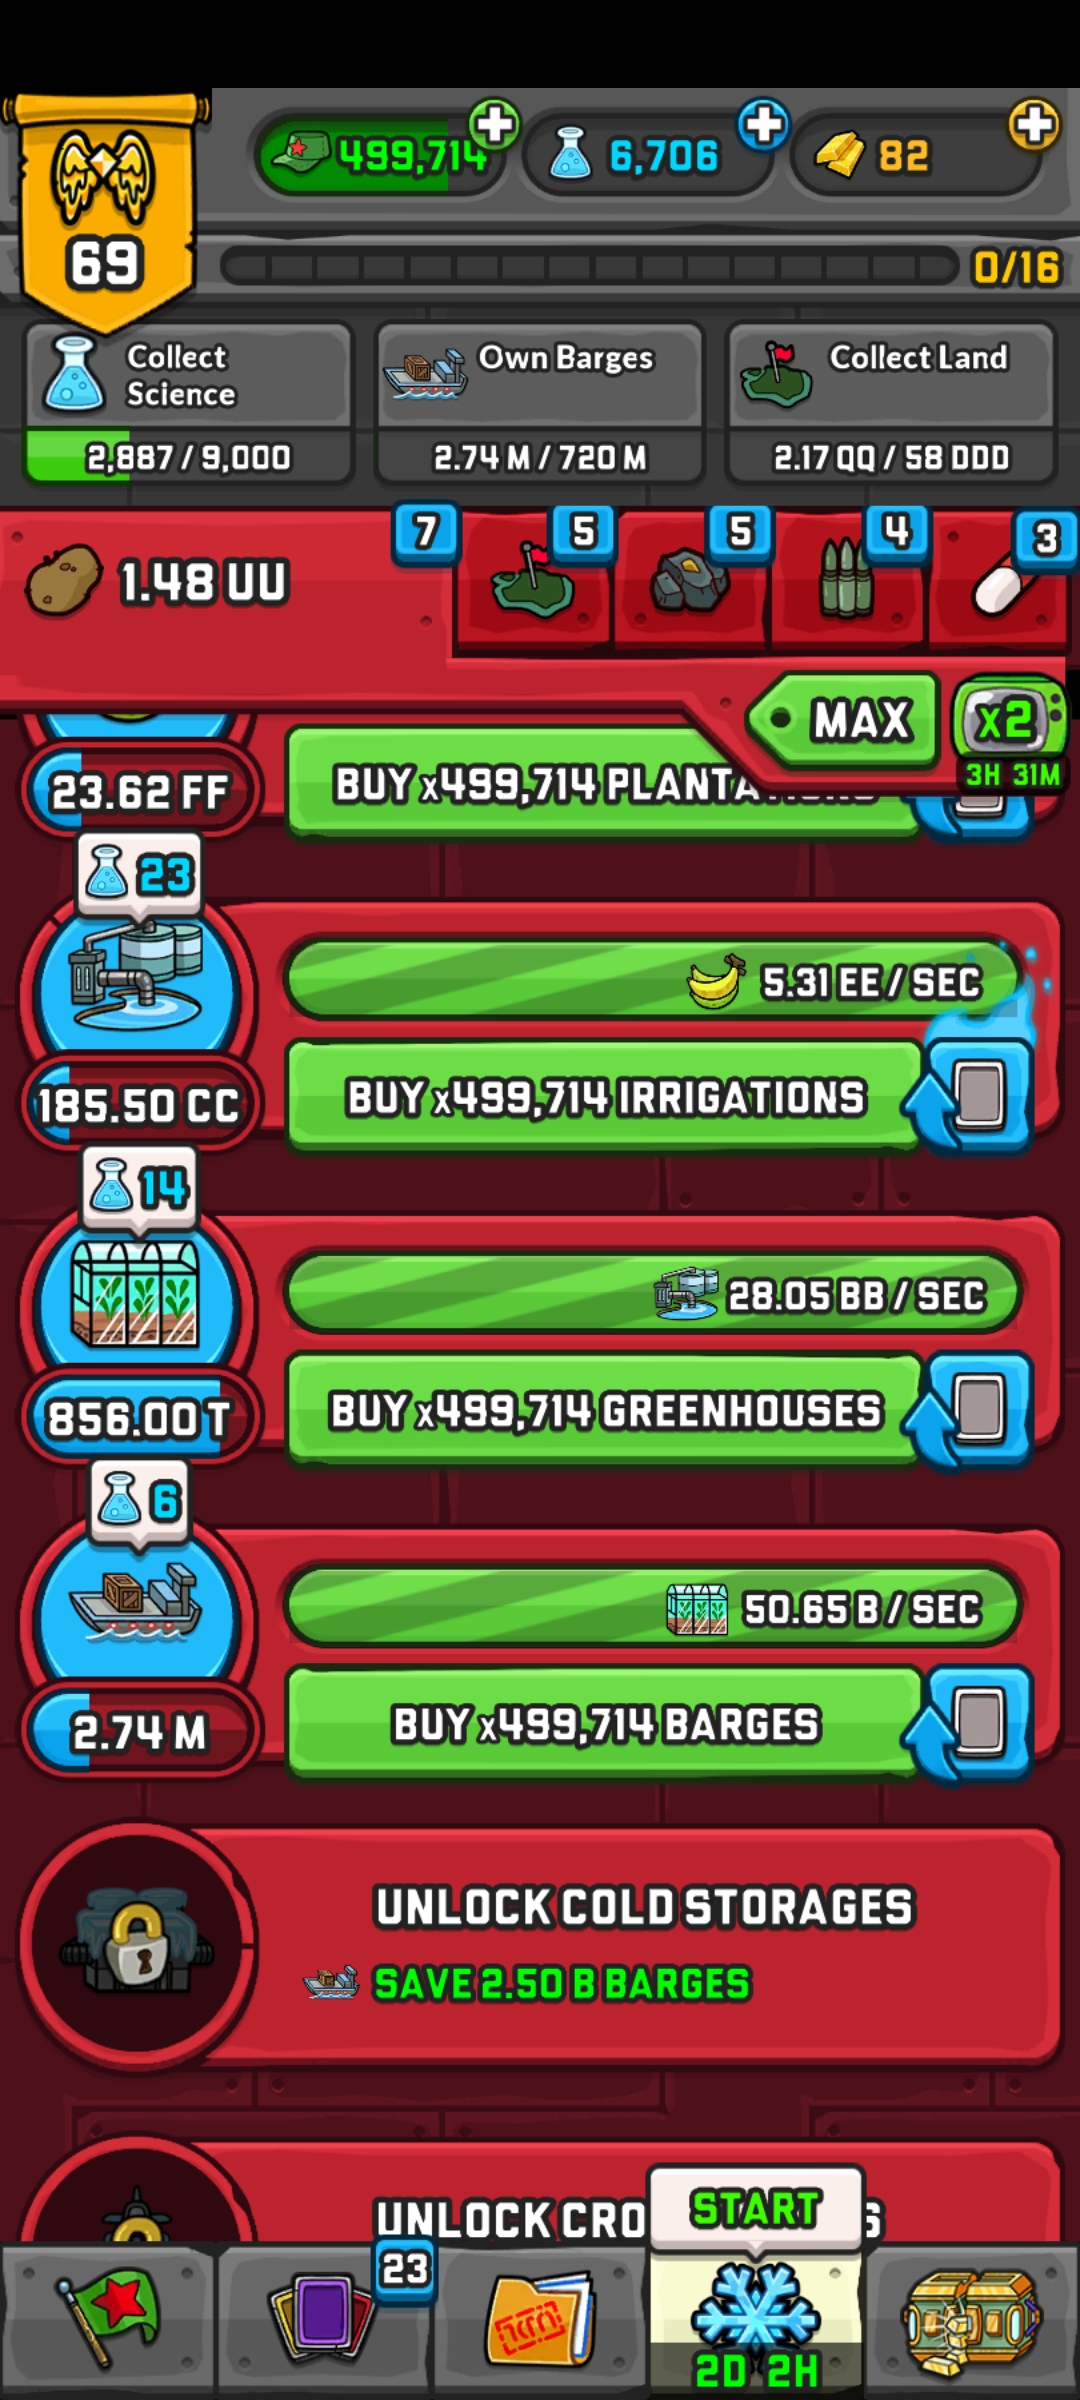 499,714
6,706
82
69
0/16
Collect
Science
2,887 / 9,000
Own Barges
2.74 M / 720 M
Collect Land
2.17 QQ / 58 DDD
1.48 UU
7
5
5
4
3
MAX
x2
3H 31M
23.62 FF
BUY x499,714
23
5.31 EE / SEC
185.50 CC
BUY x499,714 IRRIGATIONS
14
28.05 BB / SEC
856.00 T
BUY x499,714 GREENHOUSES
6
50.65 B / SEC
2.74 M
BUY x499,714 BARGES
UNLOCK COLD STORAGES
SAVE 2.50 B BARGES
UNLOCK
START
23
2D 2H